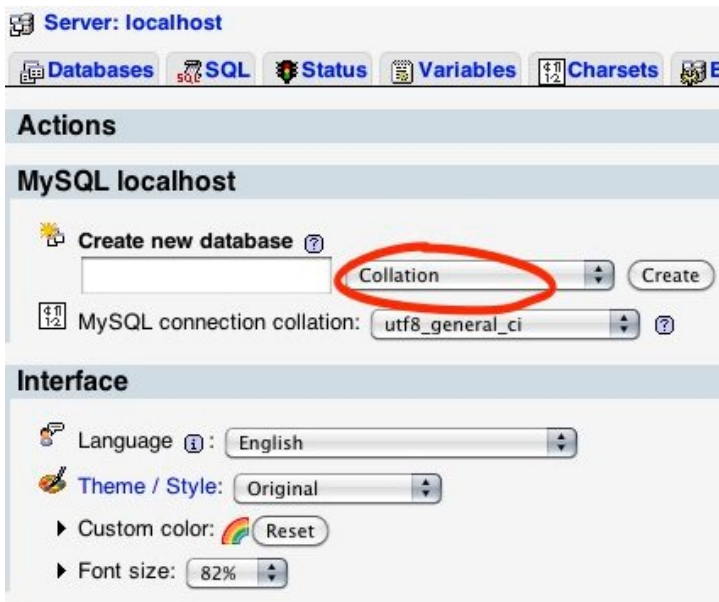 Server: localhost
Databases SQL Status Variables Charsets E
Actions
MySQL localhost
Create new database
Collation Create
MySQL connection collation: utf8_general_ci
Interface
Language : English
Theme / Style: Original
Custom color: Reset
Font size: 82%